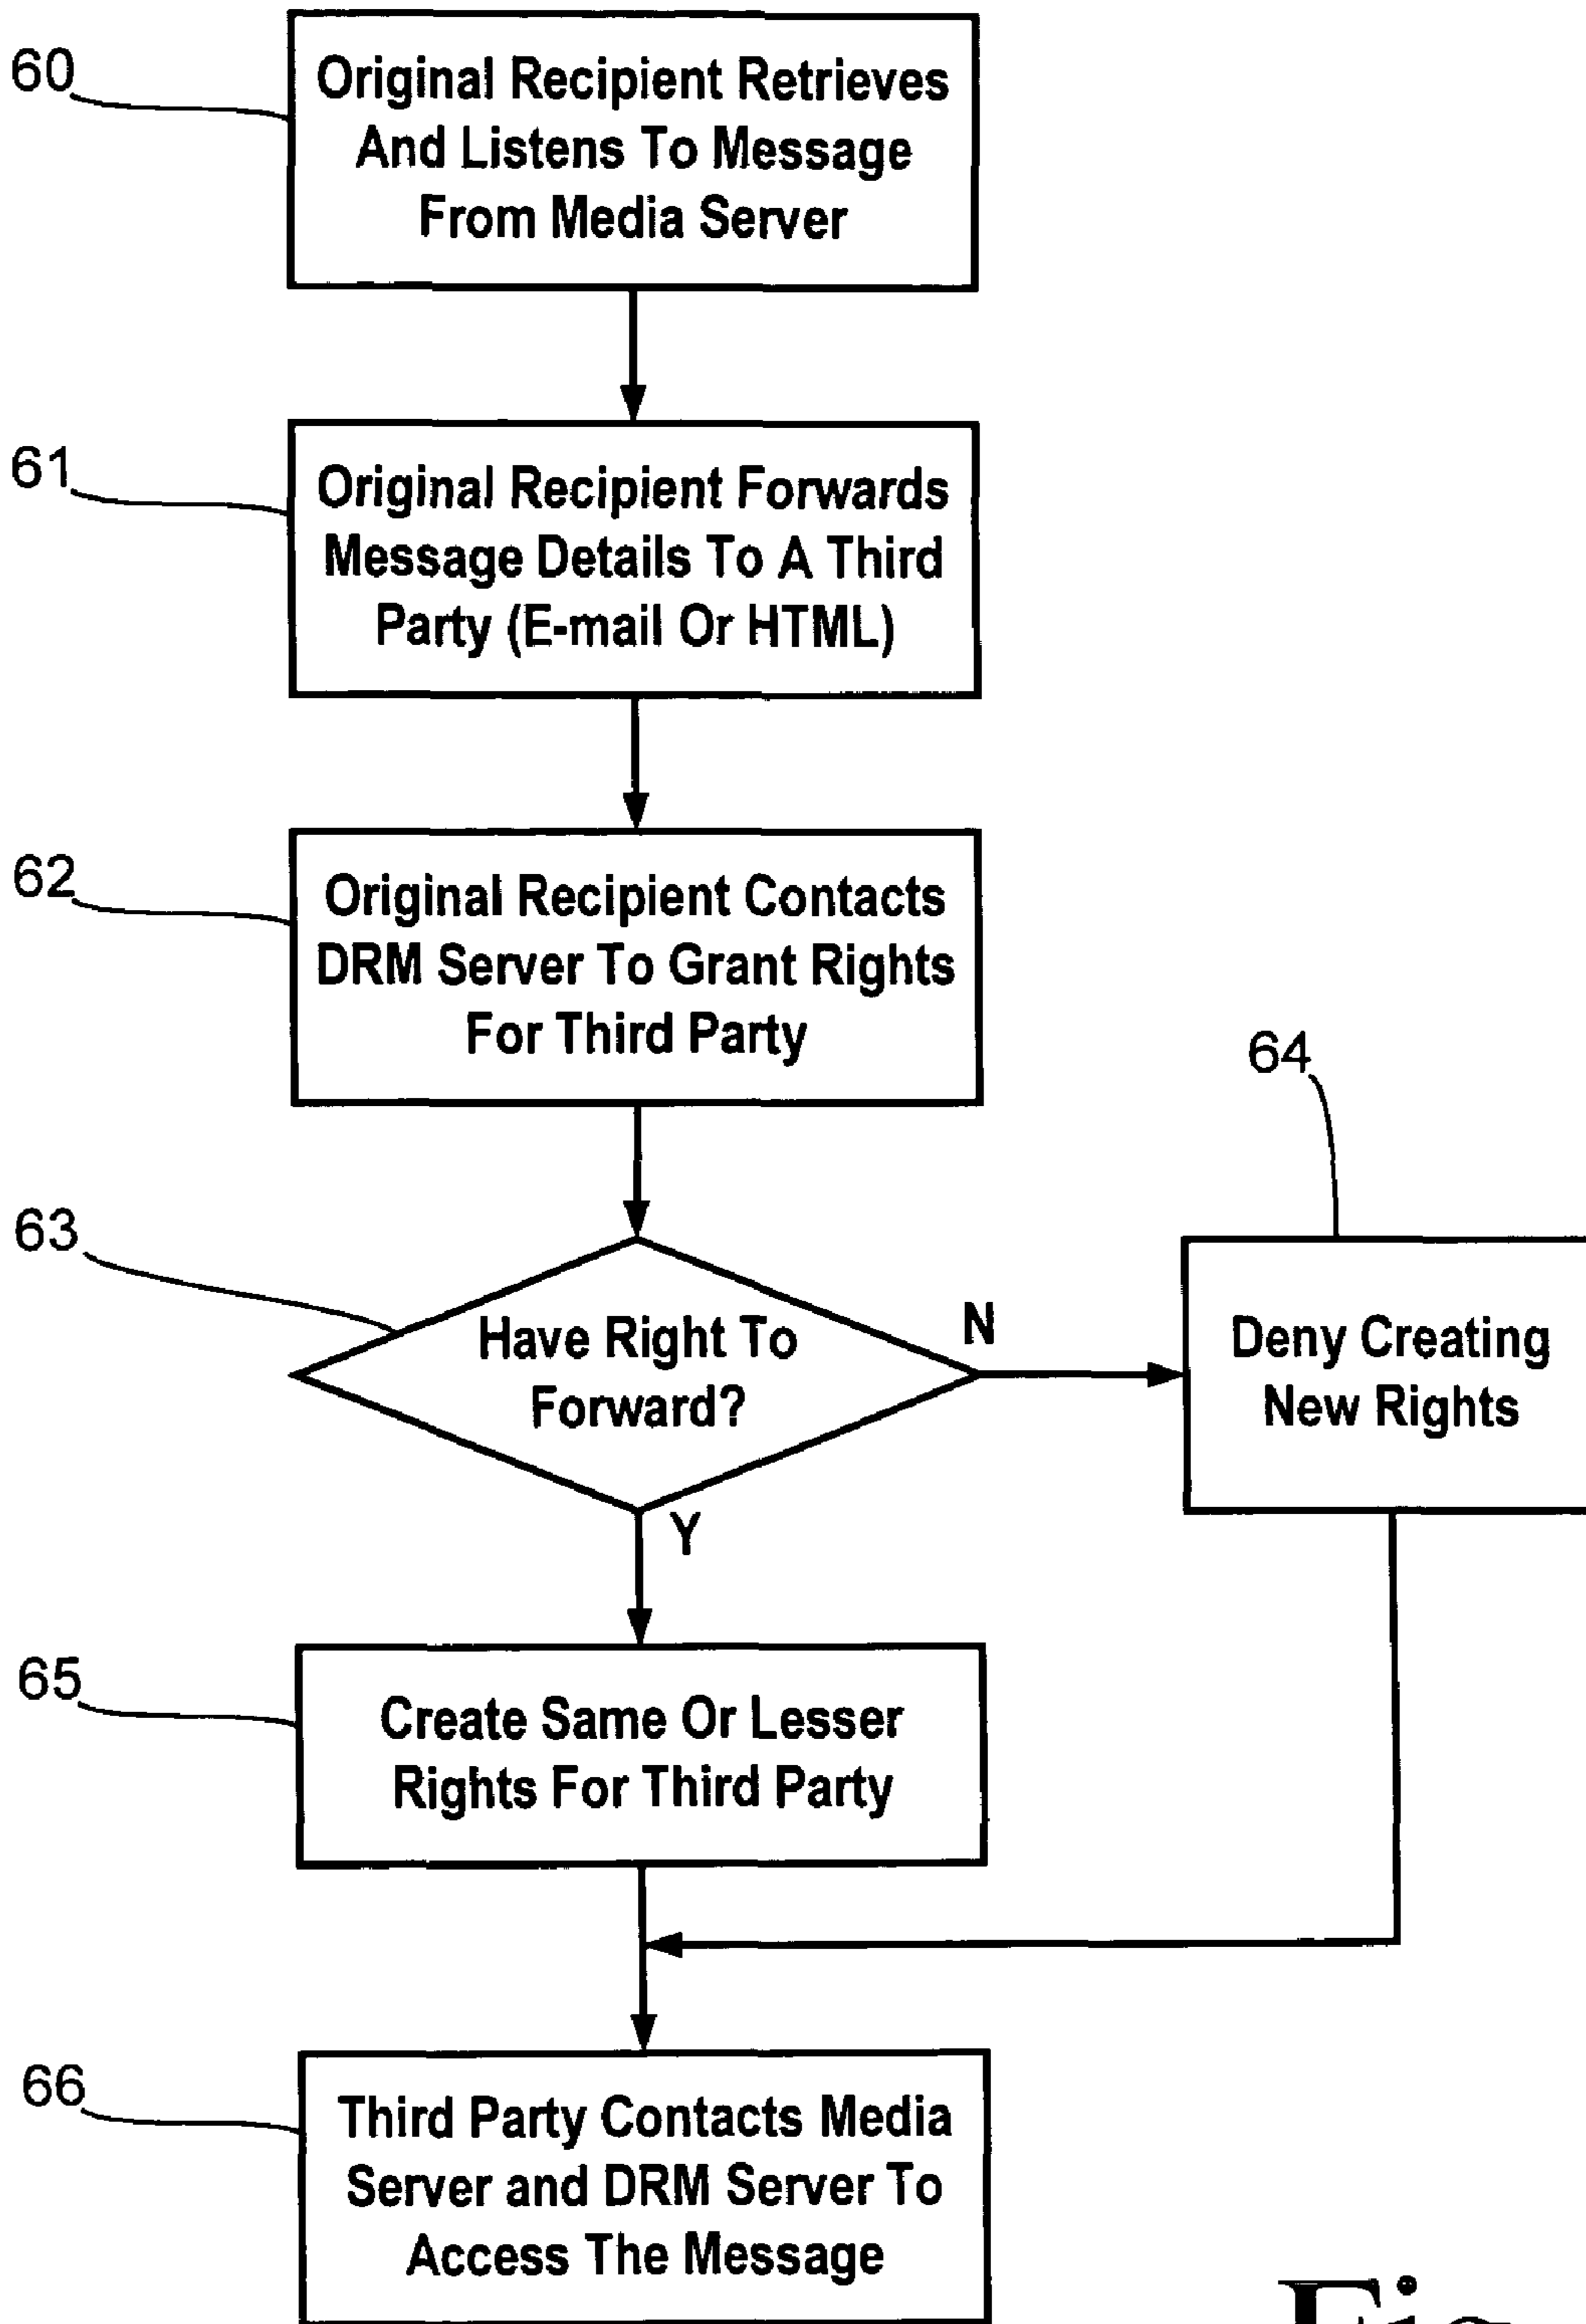 60
Original Recipient Retrieves
And Listens To Message
From Media Server
61
Original Recipient Forwards
Message Details To A Third
Party (E-mail Or HTML)
62
Original Recipient Contacts
DRM Server To Grant Rights
For Third Party
63
Have Right To
Forward?
N
Y
64
Deny Creating
New Rights
65
Create Same Or Lesser
Rights For Third Party
66
Third Party Contacts Media
Server and DRM Server To
Access The Message